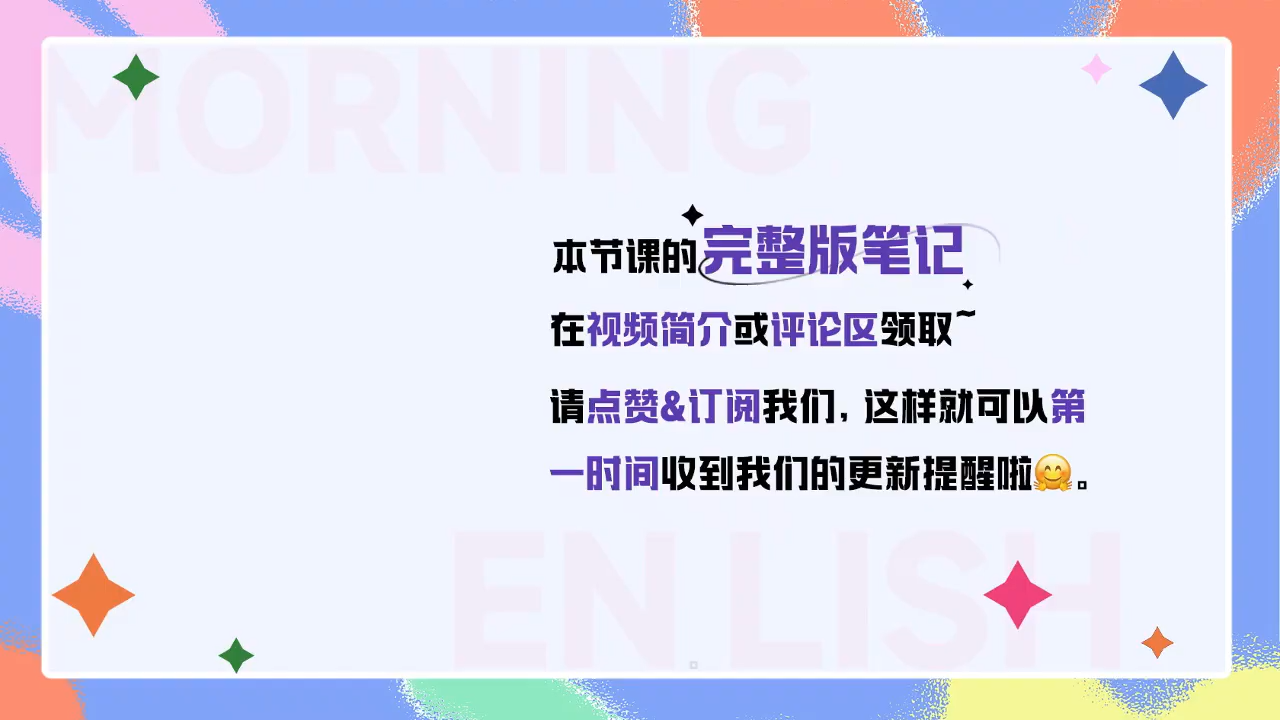 MORNING
本节课的完整版笔记
在视频简介或评论区领取~
请点赞&订阅我们，这样就可以第
一时间收到我们的更新提醒啦🤗。
EN LISH